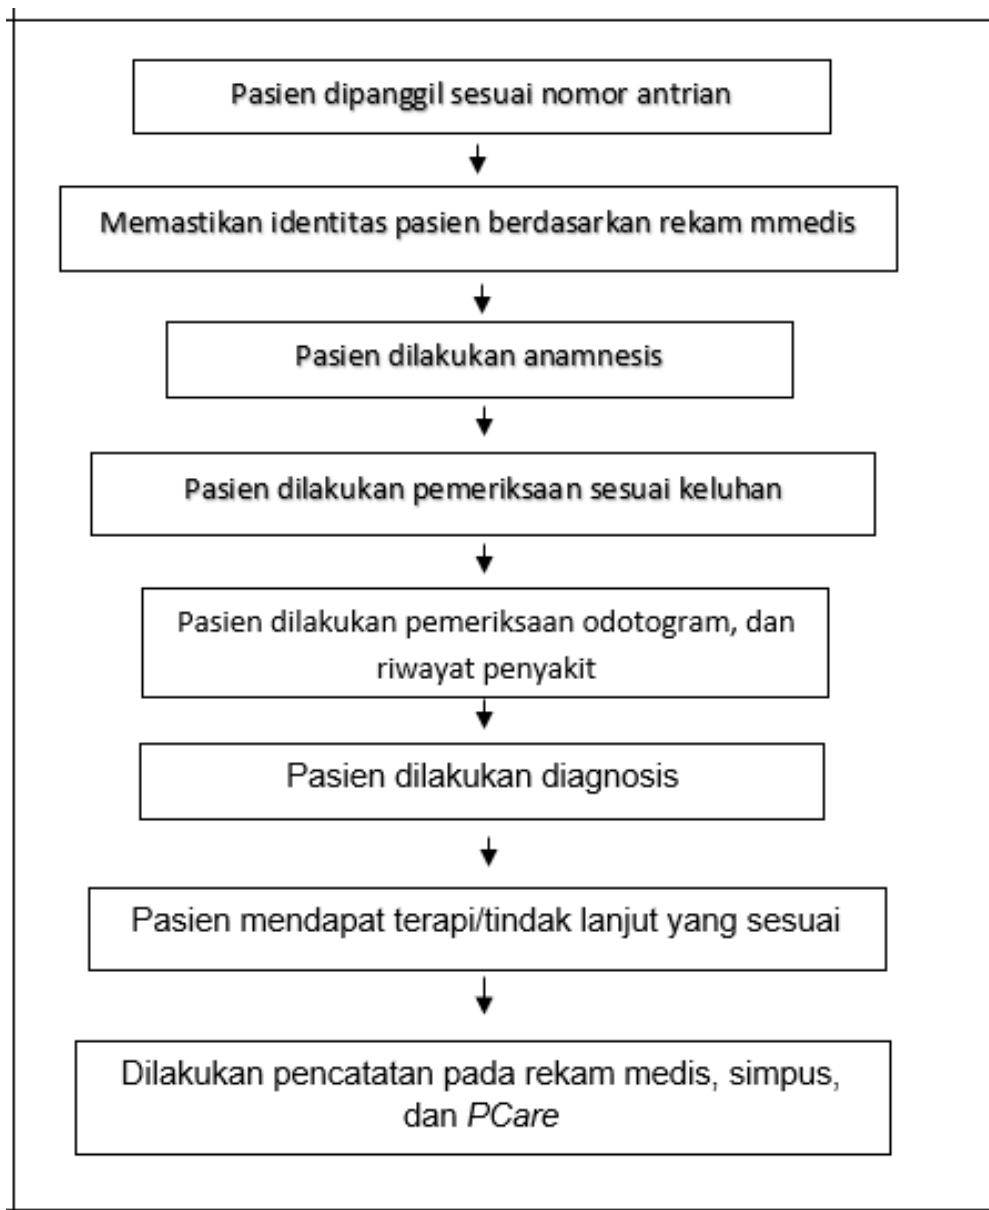 Pasien dipanggil sesuai nomor antrian
Memastikan identitas pasien berdasarkan rekam mmedis
Pasien dilakukan anamnesis
Pasien dilakukan pemeriksaan sesuai keluhan
Pasien dilakukan pemeriksaan odotogram, dan
riwayat penyakit
Pasien dilakukan diagnosis
Pasien mendapat terapi/tindak lanjut yang sesuai
Dilakukan pencatatan pada rekam medis, simpus,
dan PCare